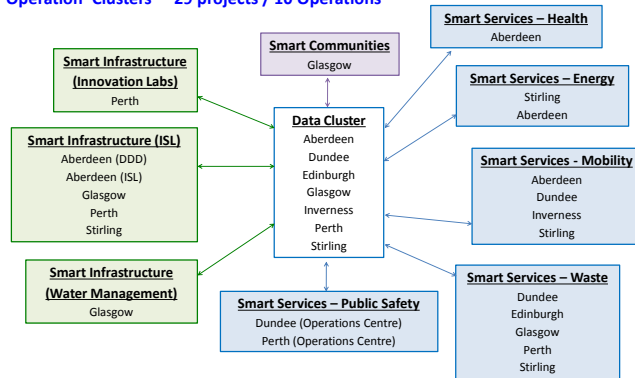 Operation 'Clusters' – 25 projects / 10 Operations
Smart Services – Health
Aberdeen
Smart Communities
Glasgow
Smart Infrastructure
(Innovation Labs)
Perth
Smart Services – Energy
Stirling
Aberdeen
Data Cluster
Aberdeen
Dundee
Edinburgh
Glasgow
Inverness
Perth
Stirling
Smart Infrastructure (ISL)
Aberdeen (DDD)
Aberdeen (ISL)
Glasgow
Perth
Stirling
Smart Services - Mobility
Aberdeen
Dundee
Inverness
Stirling
Smart Infrastructure
(Water Management)
Glasgow
Smart Services – Public Safety
Dundee (Operations Centre)
Perth (Operations Centre)
Smart Services – Waste
Dundee
Edinburgh
Glasgow
Perth
Stirling